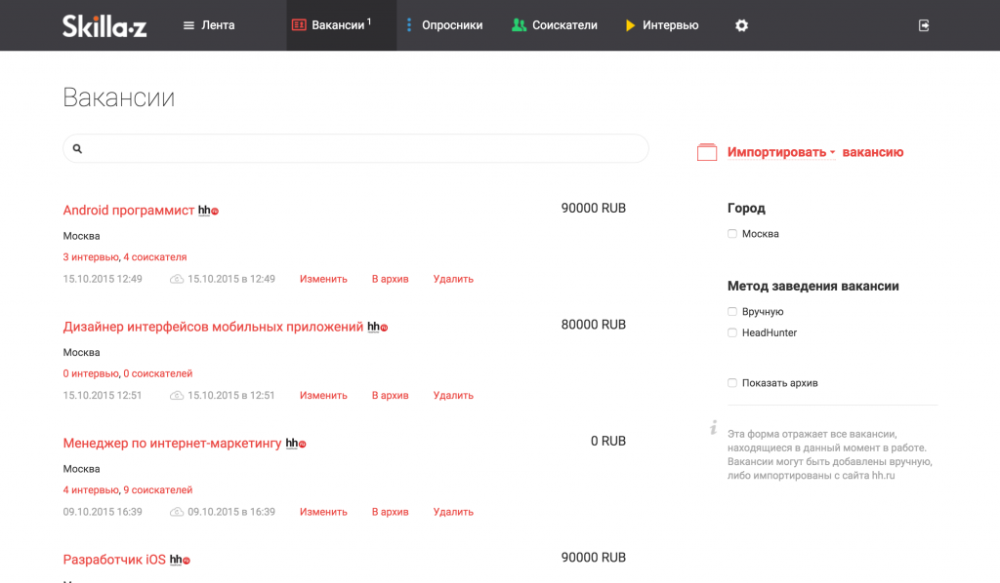 Skillaz
Лента
Вакансии 1
Опросники
Соискатели
Интервью
Вакансии
Импортировать вакансию
Android программист hh.ru
90000 RUB
Москва
3 интервью, 4 соискателя
15.10.2015 12:49 15.10.2015 в 12:49 Изменить В архив Удалить
Дизайнер интерфейсов мобильных приложений hh.ru
80000 RUB
Москва
0 интервью, 0 соискателей
15.10.2015 12:51 15.10.2015 в 12:51 Изменить В архив Удалить
Менеджер по интернет-маркетингу hh.ru
0 RUB
Москва
4 интервью, 9 соискателей
09.10.2015 16:39 09.10.2015 в 16:39 Изменить В архив Удалить
Разработчик iOS hh.ru
90000 RUB
Город
Москва
Метод заведения вакансии
Вручную
HeadHunter
Показать архив
Эта форма отражает все вакансии,
находящиеся в данный момент в работе.
Вакансии могут быть добавлены вручную,
либо импортированы с сайта hh.ru